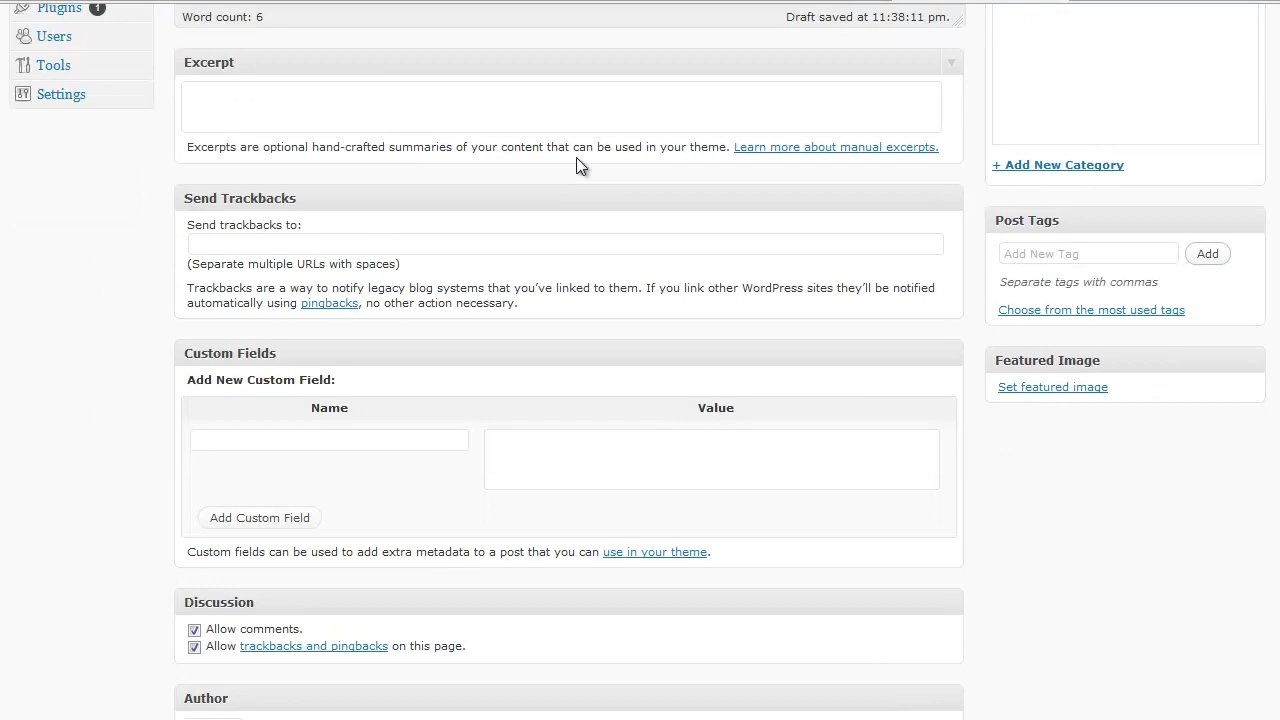 Plugins 1
Users
Tools
Settings
Word count: 6
Draft saved at 11:38:11 pm.
Excerpt
Excerpts are optional hand-crafted summaries of your content that can be used in your theme. Learn more about manual excerpts.
Send Trackbacks
Send trackbacks to:
(Separate multiple URLs with spaces)
Trackbacks are a way to notify legacy blog systems that you've linked to them. If you link other WordPress sites they'll be notified
automatically using pingbacks, no other action necessary.
Custom Fields
Add New Custom Field:
Name Value
Add Custom Field
Custom fields can be used to add extra metadata to a post that you can use in your theme.
Discussion
Allow comments.
Allow trackbacks and pingbacks on this page.
Author
+ Add New Category
Post Tags
Add New Tag Add
Separate tags with commas
Choose from the most used tags
Featured Image
Set featured image